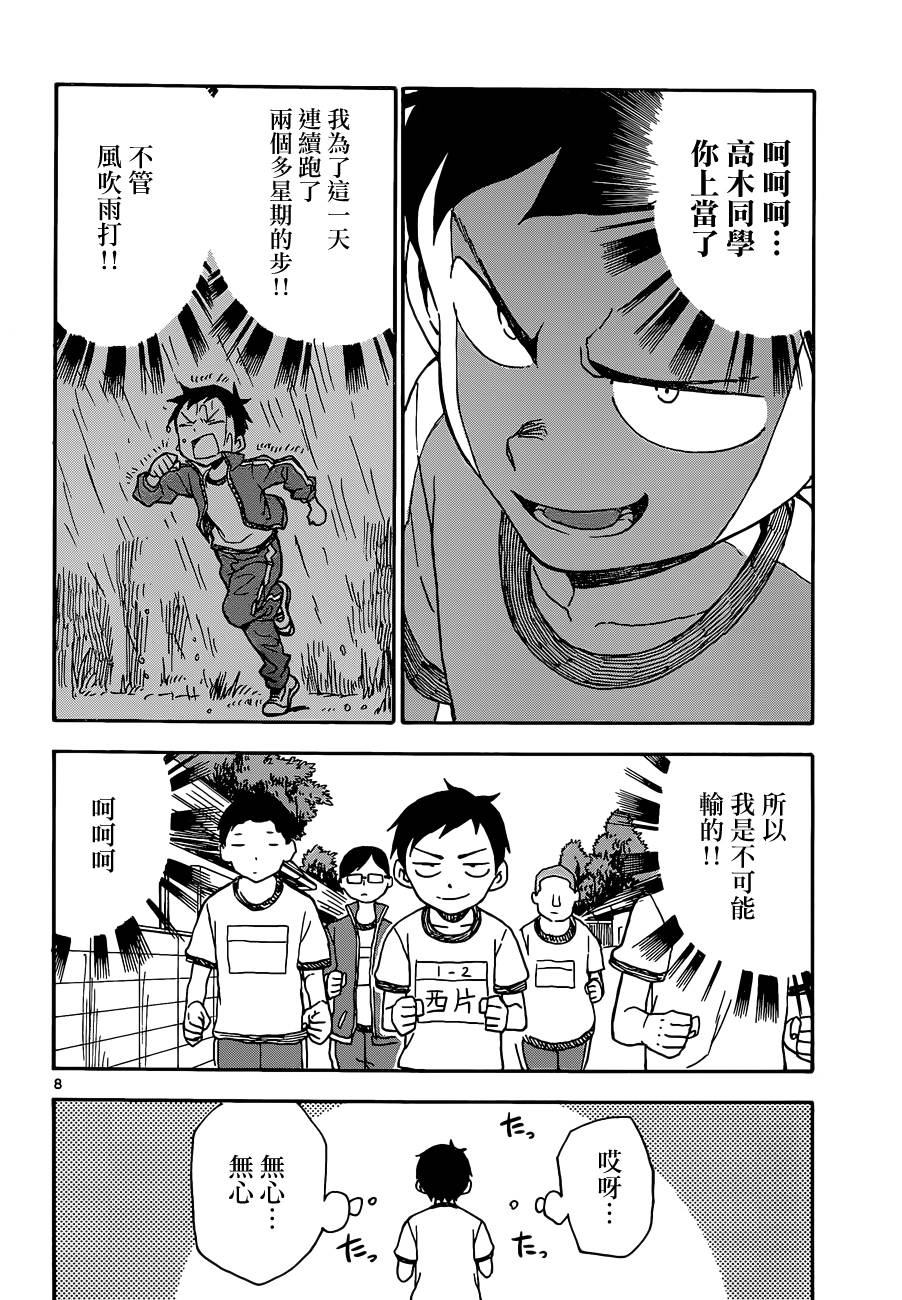 呵呵呵…
高木同學
你上當了
我為了這一天
連續跑了
兩個多星期的步!!
不管
風吹雨打!!
所以
我是不可能
輸的!!
1-2
西片
呵呵呵
8
哎呀…
たっ
たっ
無心…
無心